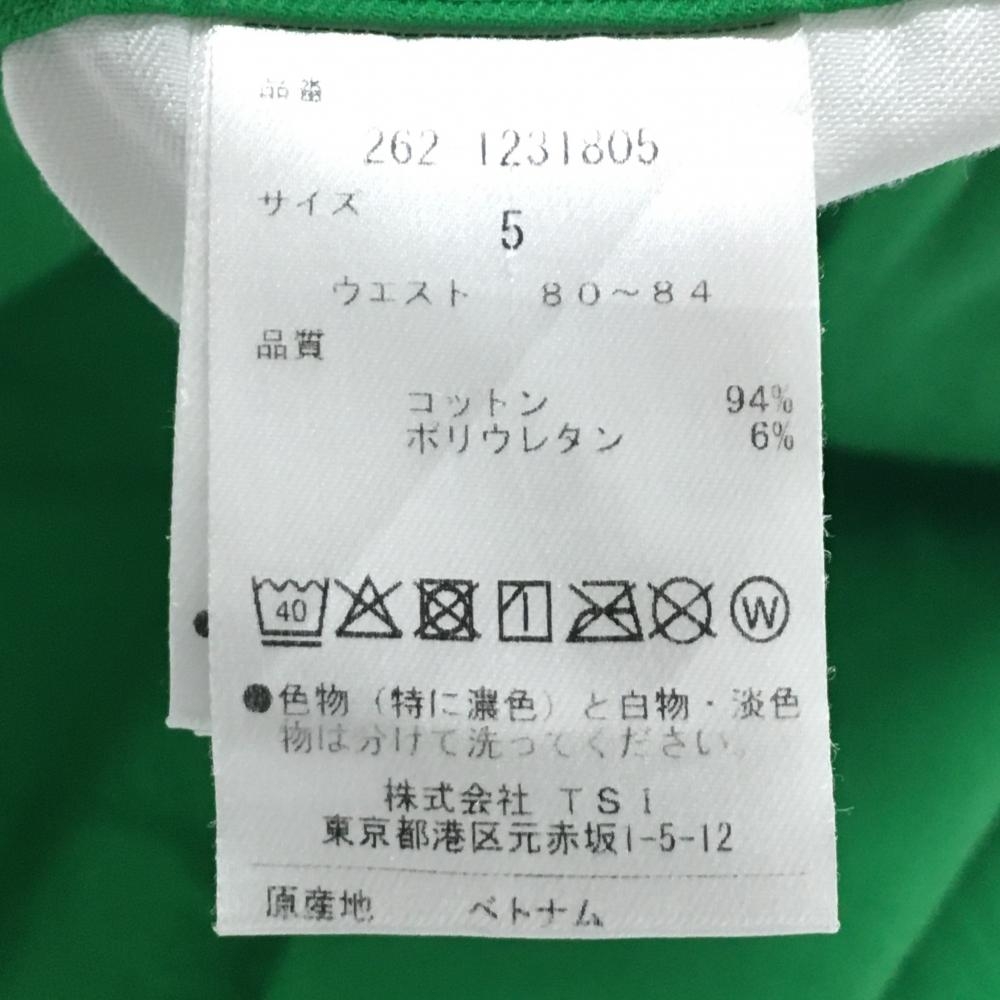 品番
262 1231805
サイズ
5
ウエスト 80~84
品質
コットン 94%
ポリウレタン 6%
40 W
●色物（特に濃色）と白物・淡色
物は分けて洗ってください。
株式会社 TSI
東京都港区元赤坂1-5-12
原産地 ベトナム